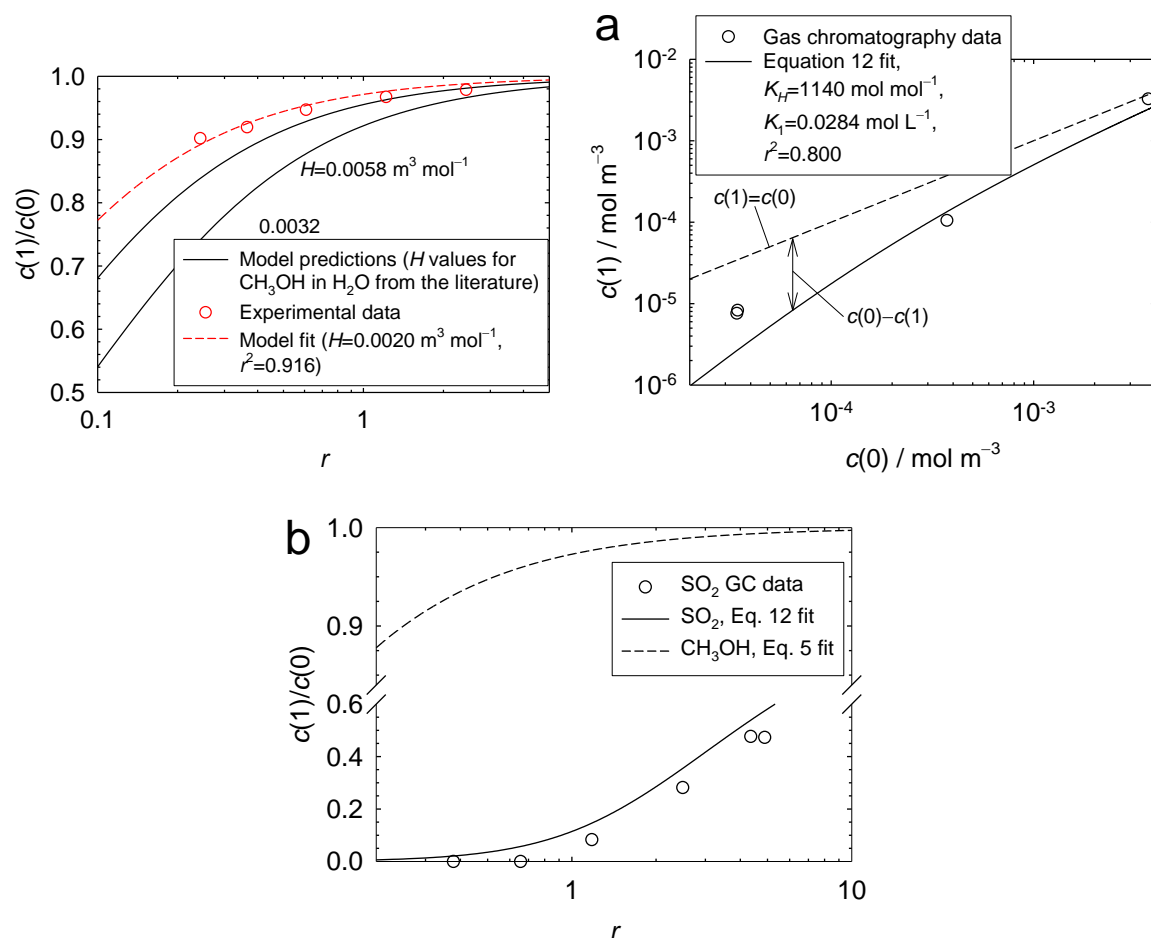 1.0
0.9
0.8
0.7
0.6
0.5
c(1)/c(0)
H=0.0058 m³ mol⁻¹
0.0032
Model predictions (H values for
CH₃OH in H₂O from the literature)
Experimental data
Model fit (H=0.0020 m³ mol⁻¹,
r²=0.916)
0.1
1
r
a
Gas chromatography data
Equation 12 fit,
K_H=1140 mol mol⁻¹,
K₁=0.0284 mol L⁻¹,
r²=0.800
10⁻²
10⁻³
10⁻⁴
10⁻⁵
10⁻⁶
c(1) / mol m⁻³
c(1)=c(0)
c(0)−c(1)
10⁻⁴
10⁻³
c(0) / mol m⁻³
b
1.0
0.9
0.6
0.4
0.2
0.0
c(1)/c(0)
SO₂ GC data
SO₂, Eq. 12 fit
CH₃OH, Eq. 5 fit
1
10
r